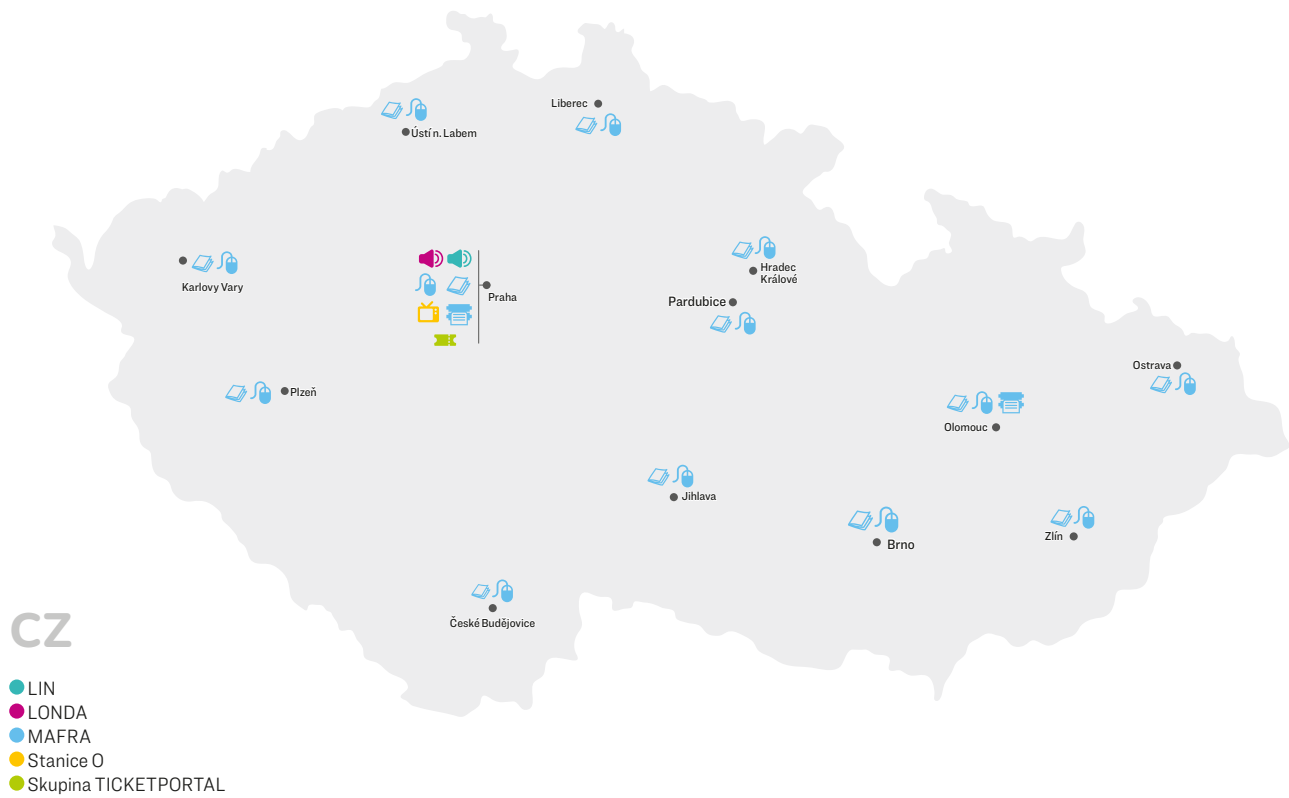 Liberec
Ústí n. Labem
Hradec
Králové
Karlovy Vary
Praha
Pardubice
Ostrava
Plzeň
Olomouc
Jihlava
Zlín
Brno
České Budějovice
CZ
LIN
LONDA
MAFRA
Stanice O
Skupina TICKETPORTAL